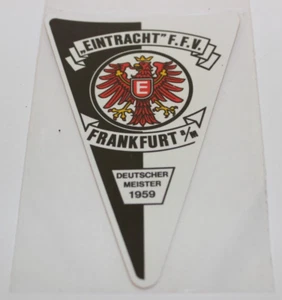 „EINTRACHT" F.F.V.
E
FRANKFURT a/M
DEUTSCHER
MEISTER
1959